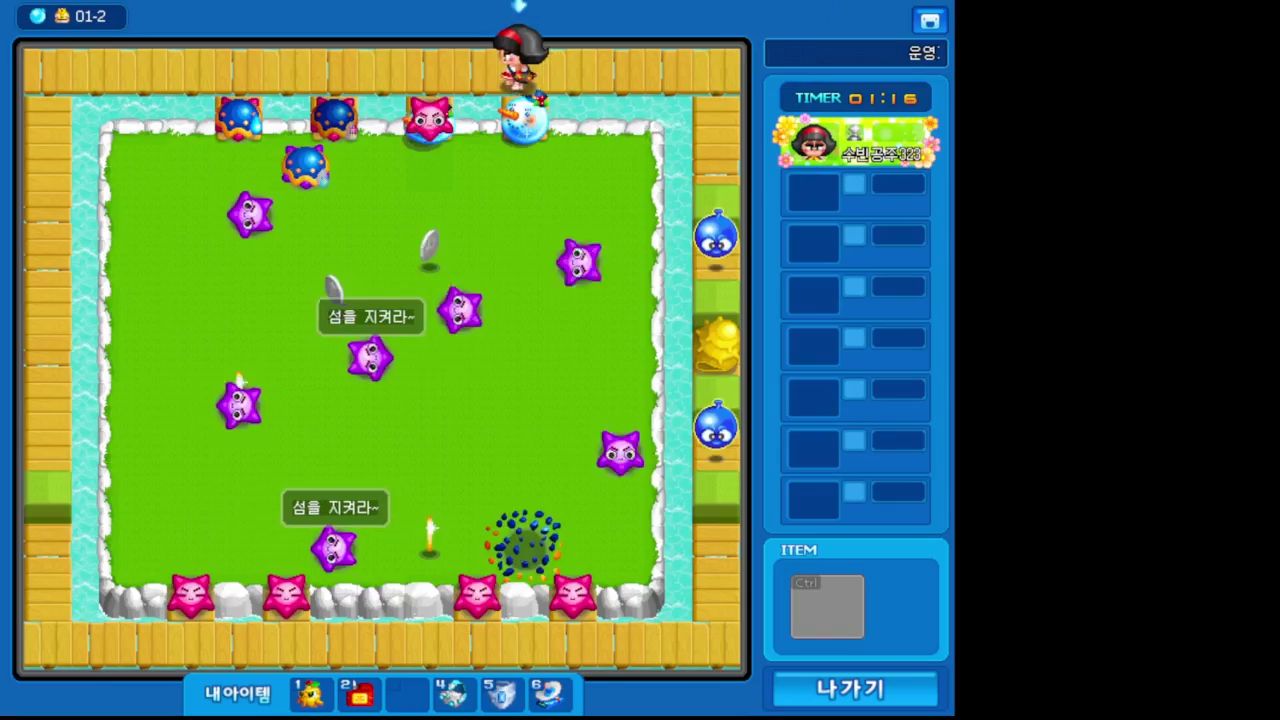 01-2
운영:
TIMER 01:16
수빈공주023
섬을 지켜라~
섬을 지켜라~
ITEM
Ctrl
내아이템 1 2 4 5 6
나가기